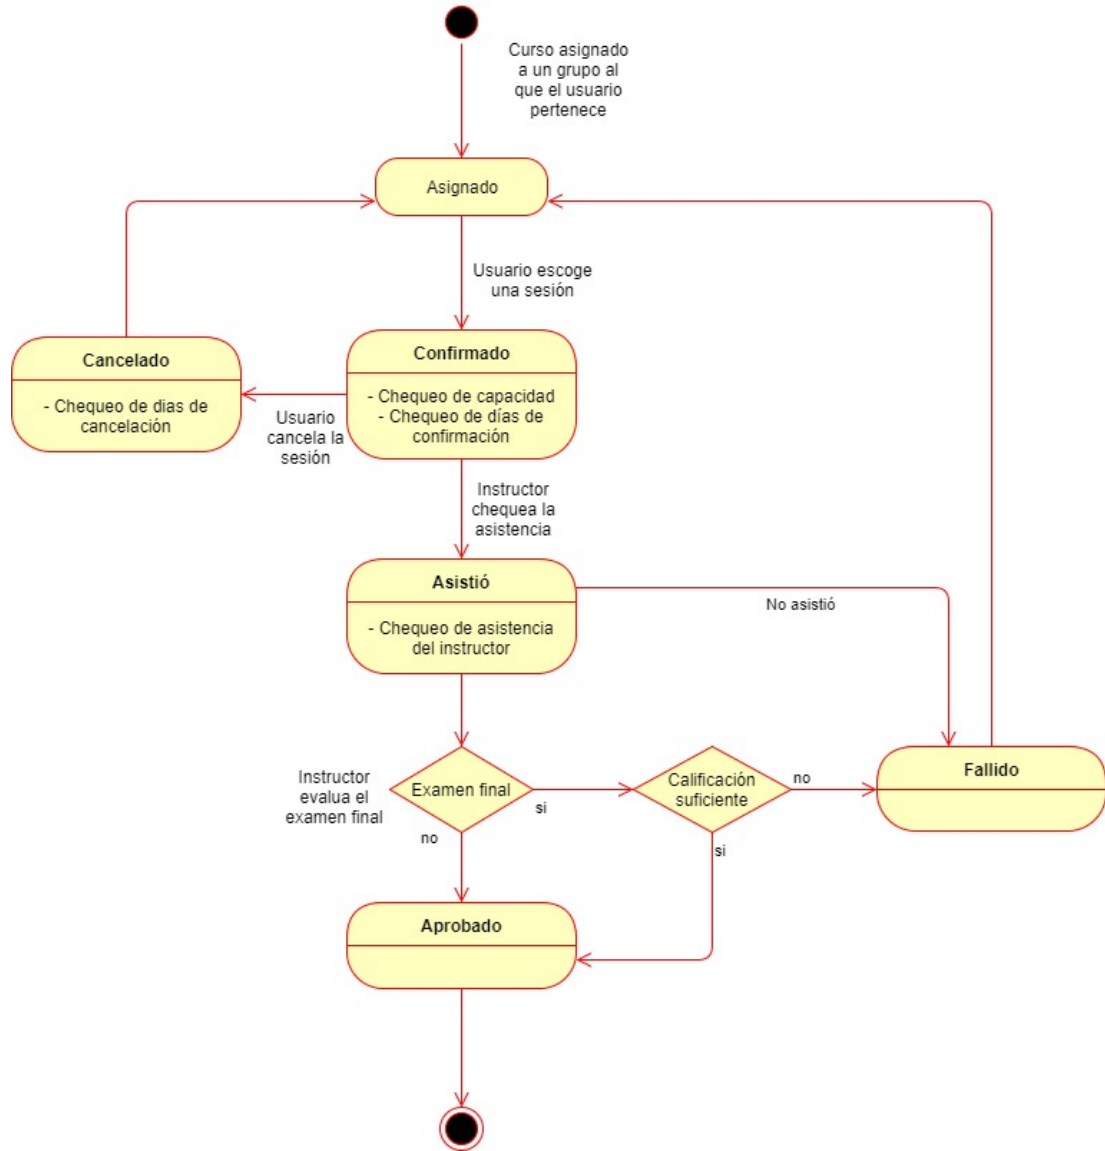 Curso asignado
a un grupo al
que el usuario
pertenece
Asignado
Usuario escoge
una sesión
Cancelado
- Chequeo de dias de
cancelación
Confirmado
- Chequeo de capacidad
- Chequeo de días de
confirmación
Usuario
cancela la
sesión
Instructor
chequea la
asistencia
Asistió
- Chequeo de asistencia
del instructor
No asistió
Instructor
evalua el
examen final
Examen final
si
no
Calificación
suficiente
no
si
Fallido
Aprobado